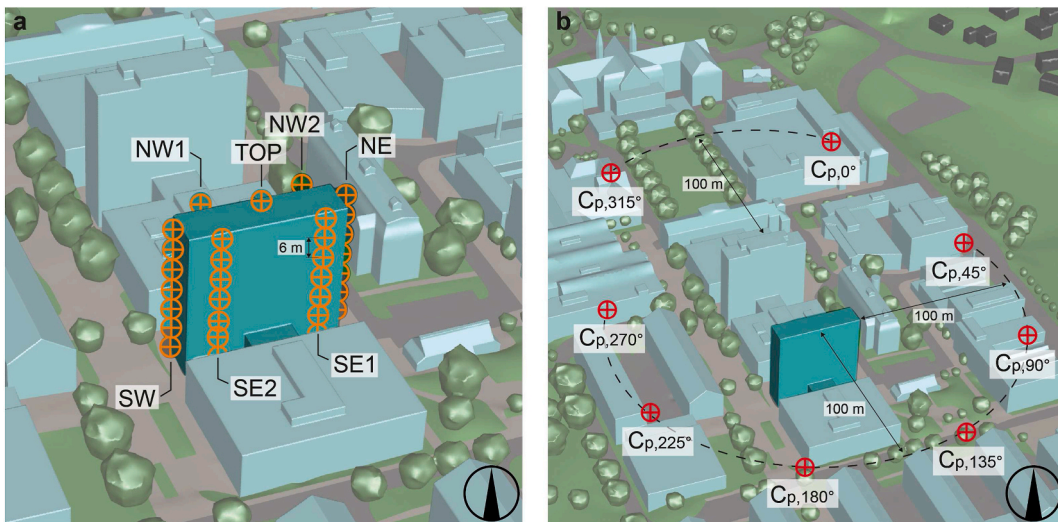 a
NW1
TOP
NW2
NE
6 m
SW
SE2
SE1
b
Cp,0°
Cp,315°
100 m
Cp,45°
100 m
Cp,270°
Cp,90°
100 m
Cp,225°
Cp,135°
Cp,180°